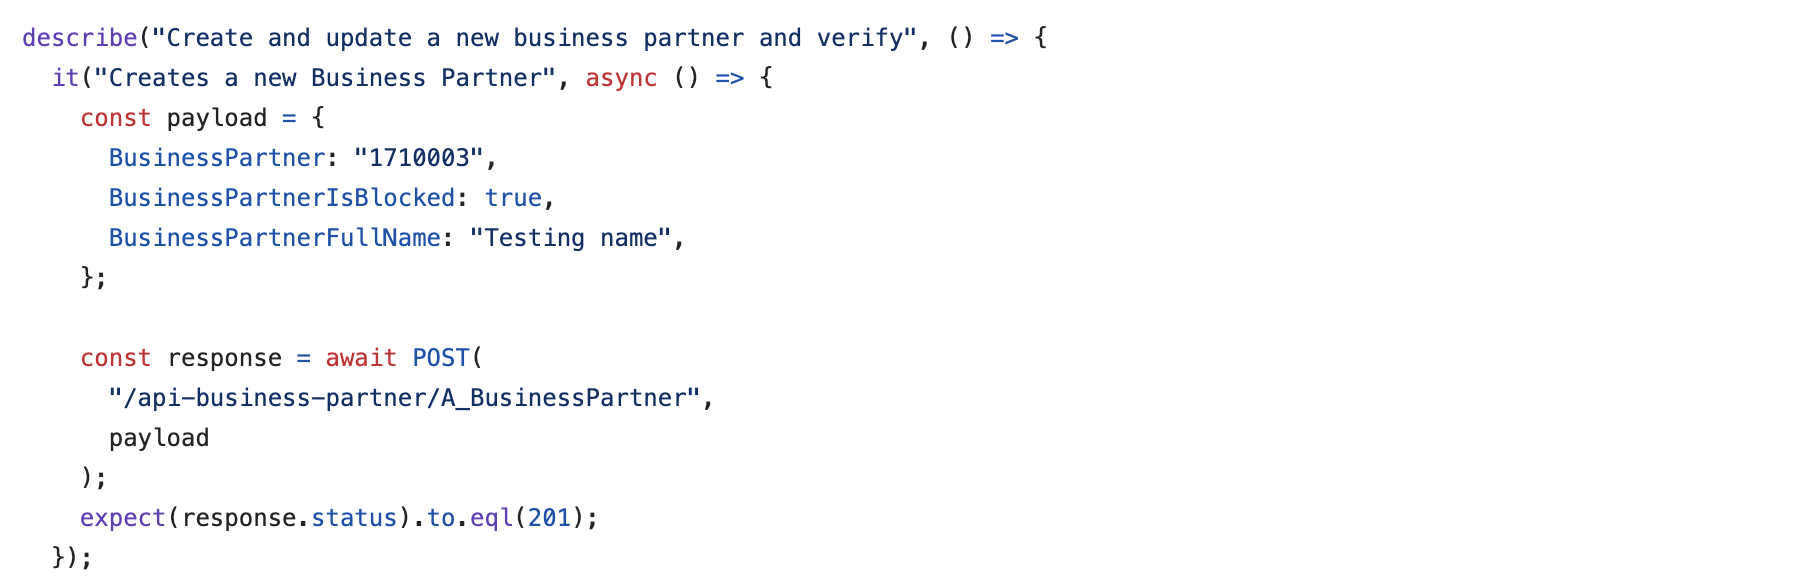 describe("Create and update a new business partner and verify", () => {
  it("Creates a new Business Partner", async () => {
    const payload = {
      BusinessPartner: "1710003",
      BusinessPartnerIsBlocked: true,
      BusinessPartnerFullName: "Testing name",
    };

    const response = await POST(
      "/api-business-partner/A_BusinessPartner",
      payload
    );
    expect(response.status).to.eql(201);
  });